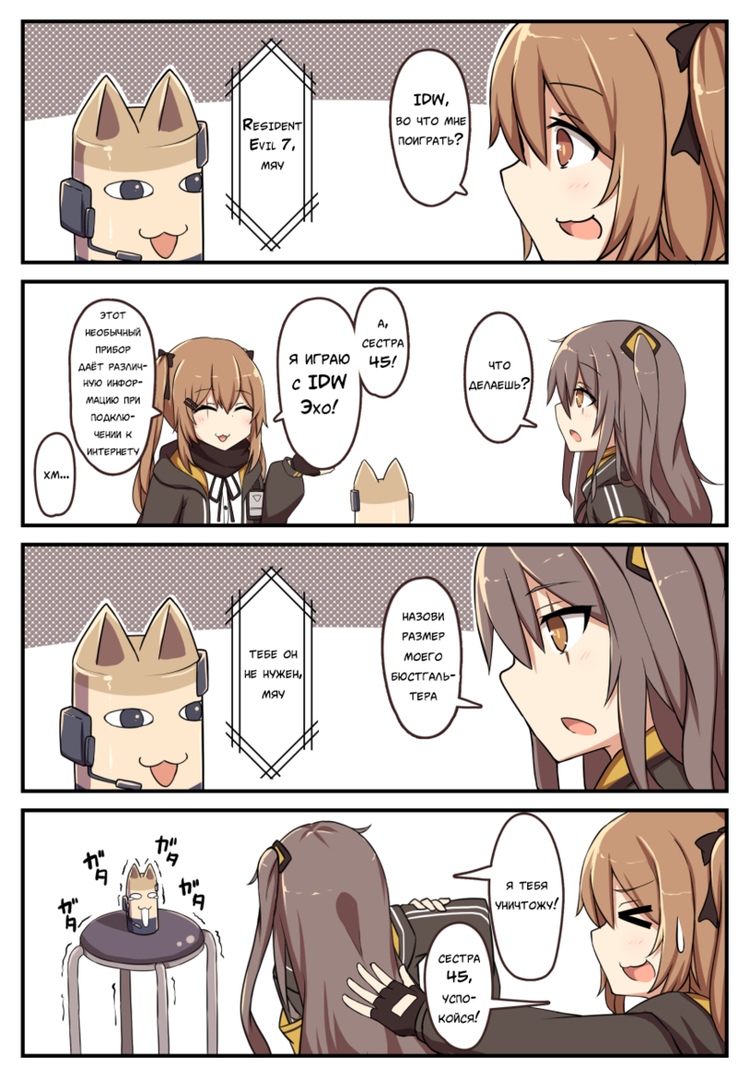 IDW,
ВО ЧТО МНЕ
ПОИГРАТЬ?
RESIDENT
EVIL 7,
МЯУ
ЧТО
ДЕЛАЕШЬ?
А,
СЕСТРА
45!
Я ИГРАЮ
С IDW
ЭХО!
ЭТОТ
НЕОБЫЧНЫЙ
ПРИБОР
ДАЁТ РАЗЛИЧ-
НУЮ ИНФОР-
МАЦИЮ ПРИ
ПОДКЛЮ-
ЧЕНИИ К
ИНТЕРНЕТУ
ХМ...
НАЗОВИ
РАЗМЕР
МОЕГО
БЮСТГАЛЬ-
ТЕРА
ТЕБЕ ОН
НЕ НУЖЕН,
МЯУ
Я ТЕБЯ
УНИЧТОЖУ!
СЕСТРА
45,
УСПО-
КОЙСЯ!
ガタ
ガタ
ガタ
ガタ